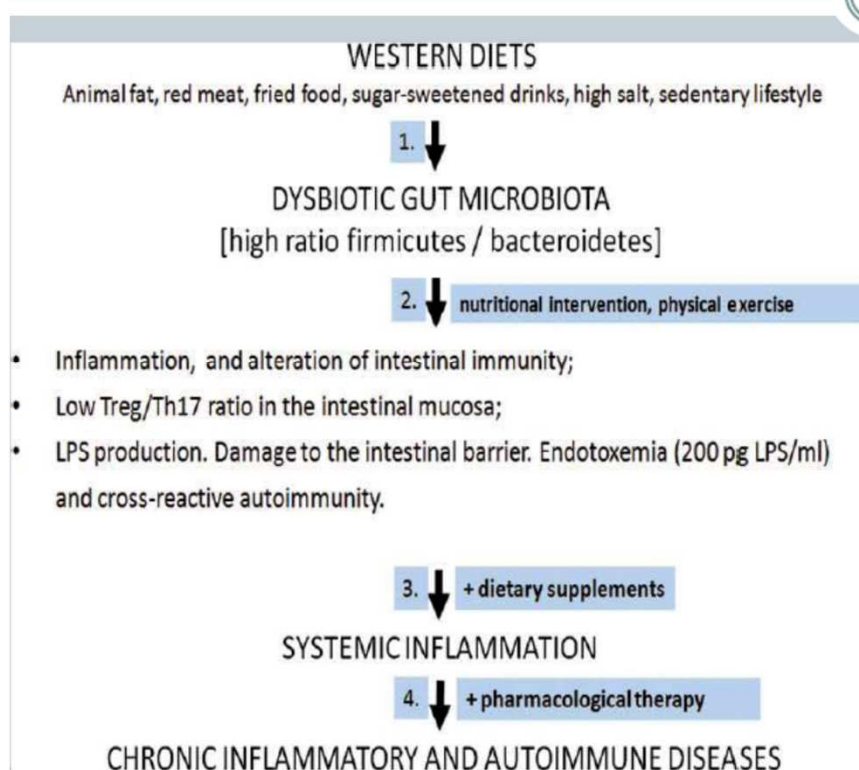 WESTERN DIETS
Animal fat, red meat, fried food, sugar-sweetened drinks, high salt, sedentary lifestyle
1.
DYSBIOTIC GUT MICROBIOTA
[high ratio firmicutes / bacteroidetes]
2. nutritional intervention, physical exercise
• Inflammation, and alteration of intestinal immunity;
• Low Treg/Th17 ratio in the intestinal mucosa;
• LPS production. Damage to the intestinal barrier. Endotoxemia (200 pg LPS/ml)
and cross-reactive autoimmunity.
3. + dietary supplements
SYSTEMIC INFLAMMATION
4. + pharmacological therapy
CHRONIC INFLAMMATORY AND AUTOIMMUNE DISEASES